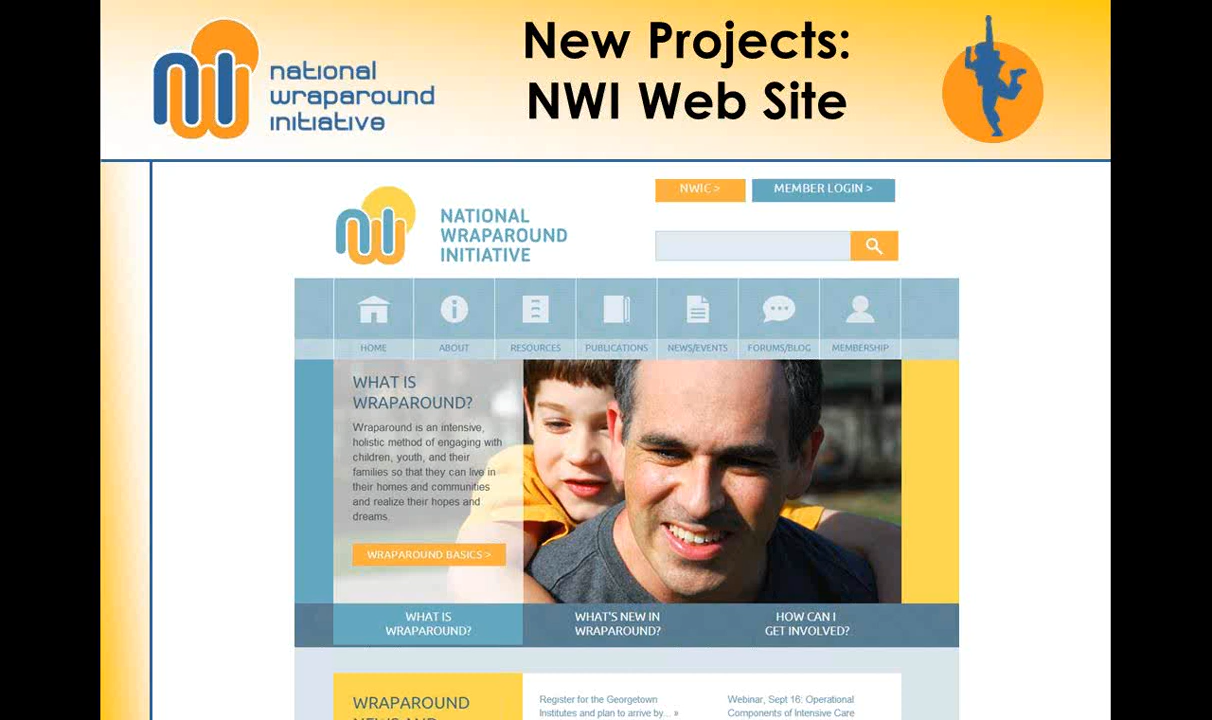 national
wraparound
initiative
New Projects:
NWI Web Site
NWIC >
MEMBER LOGIN >
NATIONAL
WRAPAROUND
INITIATIVE
HOME
ABOUT
RESOURCES
PUBLICATIONS
NEWS/EVENTS
FORUMS/BLOG
MEMBERSHIP
WHAT IS
WRAPAROUND?
Wraparound is an intensive,
holistic method of engaging with
children, youth, and their
families so that they can live in
their homes and communities
and realize their hopes and
dreams.
WRAPAROUND BASICS >
WHAT IS
WRAPAROUND?
WHAT'S NEW IN
WRAPAROUND?
HOW CAN I
GET INVOLVED?
WRAPAROUND
NEWS AND
Register for the Georgetown
Institutes and plan to arrive by... »
Webinar, Sept 16: Operational
Components of Intensive Care